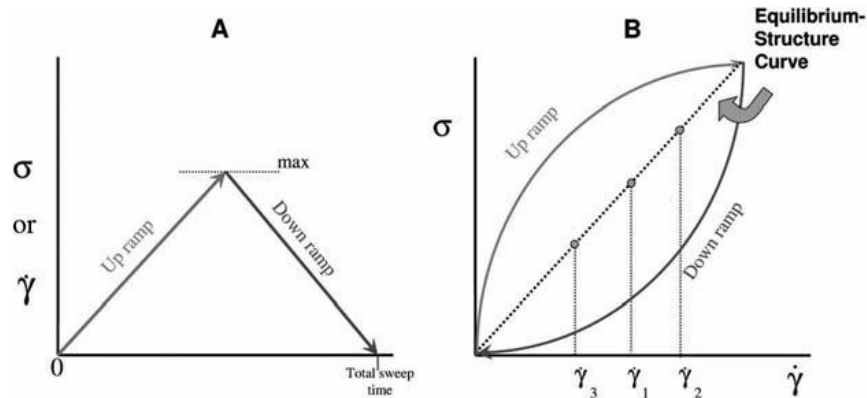 A
σ
or
γ̇
Up ramp
max
Down ramp
0
Total sweep
time
B
Equilibrium-
Structure
Curve
σ
Up ramp
Down ramp
γ̇3 γ̇1 γ̇2 γ̇